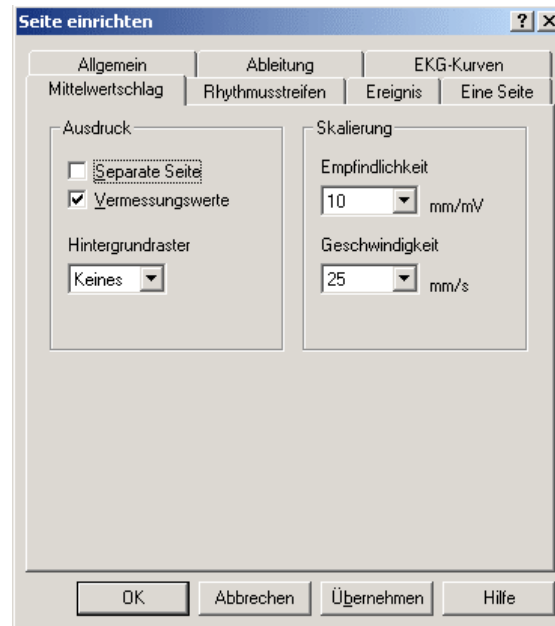 Seite einrichten
Allgemein Ableitung EKG-Kurven
Mittelwertschlag Rhythmusstreifen Ereignis Eine Seite
Ausdruck
Separate Seite
Vermessungswerte
Hintergrundraster
Keines
Skalierung
Empfindlichkeit
10 mm/mV
Geschwindigkeit
25 mm/s
OK Abbrechen Übernehmen Hilfe